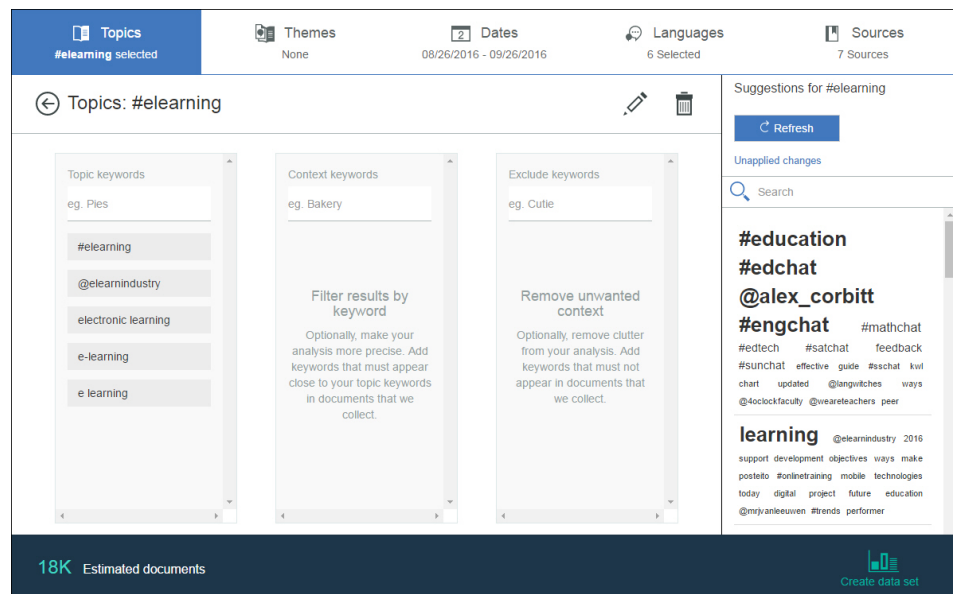 Topics
#elearning selected
Themes
None
2 Dates
08/26/2016 - 09/26/2016
Languages
6 Selected
Sources
7 Sources
Topics: #elearning
Topic keywords
eg. Pies
#elearning
@elearnindustry
electronic learning
e-learning
e learning
Context keywords
eg. Bakery
Filter results by
keyword
Optionally, make your
analysis more precise. Add
keywords that must appear
close to your topic keywords
in documents that we
collect.
Exclude keywords
eg. Cutie
Remove unwanted
context
Optionally, remove clutter
from your analysis. Add
keywords that must not
appear in documents that
we collect.
Suggestions for #elearning
Refresh
Unapplied changes
Search
#education
#edchat
@alex_corbitt
#engchat #mathchat
#edtech #satchat feedback
#sunchat effective guide #sschat kwl
chart updated @langwitches ways
@4oclockfaculty @weareteachers peer
learning @elearnindustry 2016
support development objectives ways make
posteito #onlinetraining mobile technologies
today digital project future education
@mrjvanleeuwen #trends performer
18K Estimated documents
Create data set